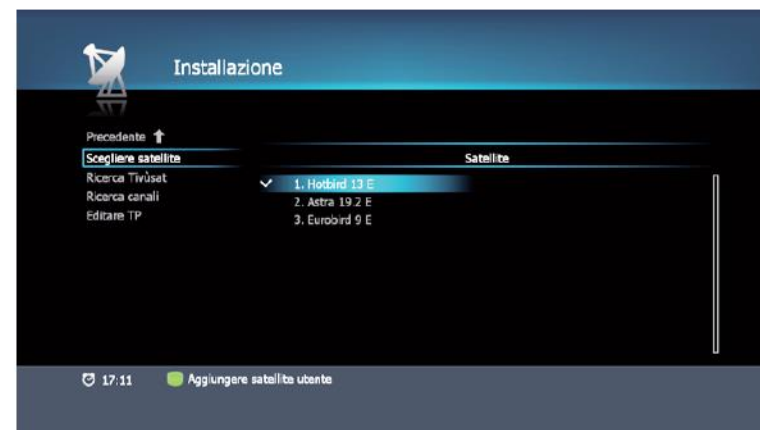 Installazione
Precedente
Scegliere satellite
Satellite
Ricerca Tivùsat
1. Hotbird 13 E
Ricerca canali
2. Astra 19.2 E
Editare TP
3. Eurobird 9 E
17:11 Aggiungere satellite utente